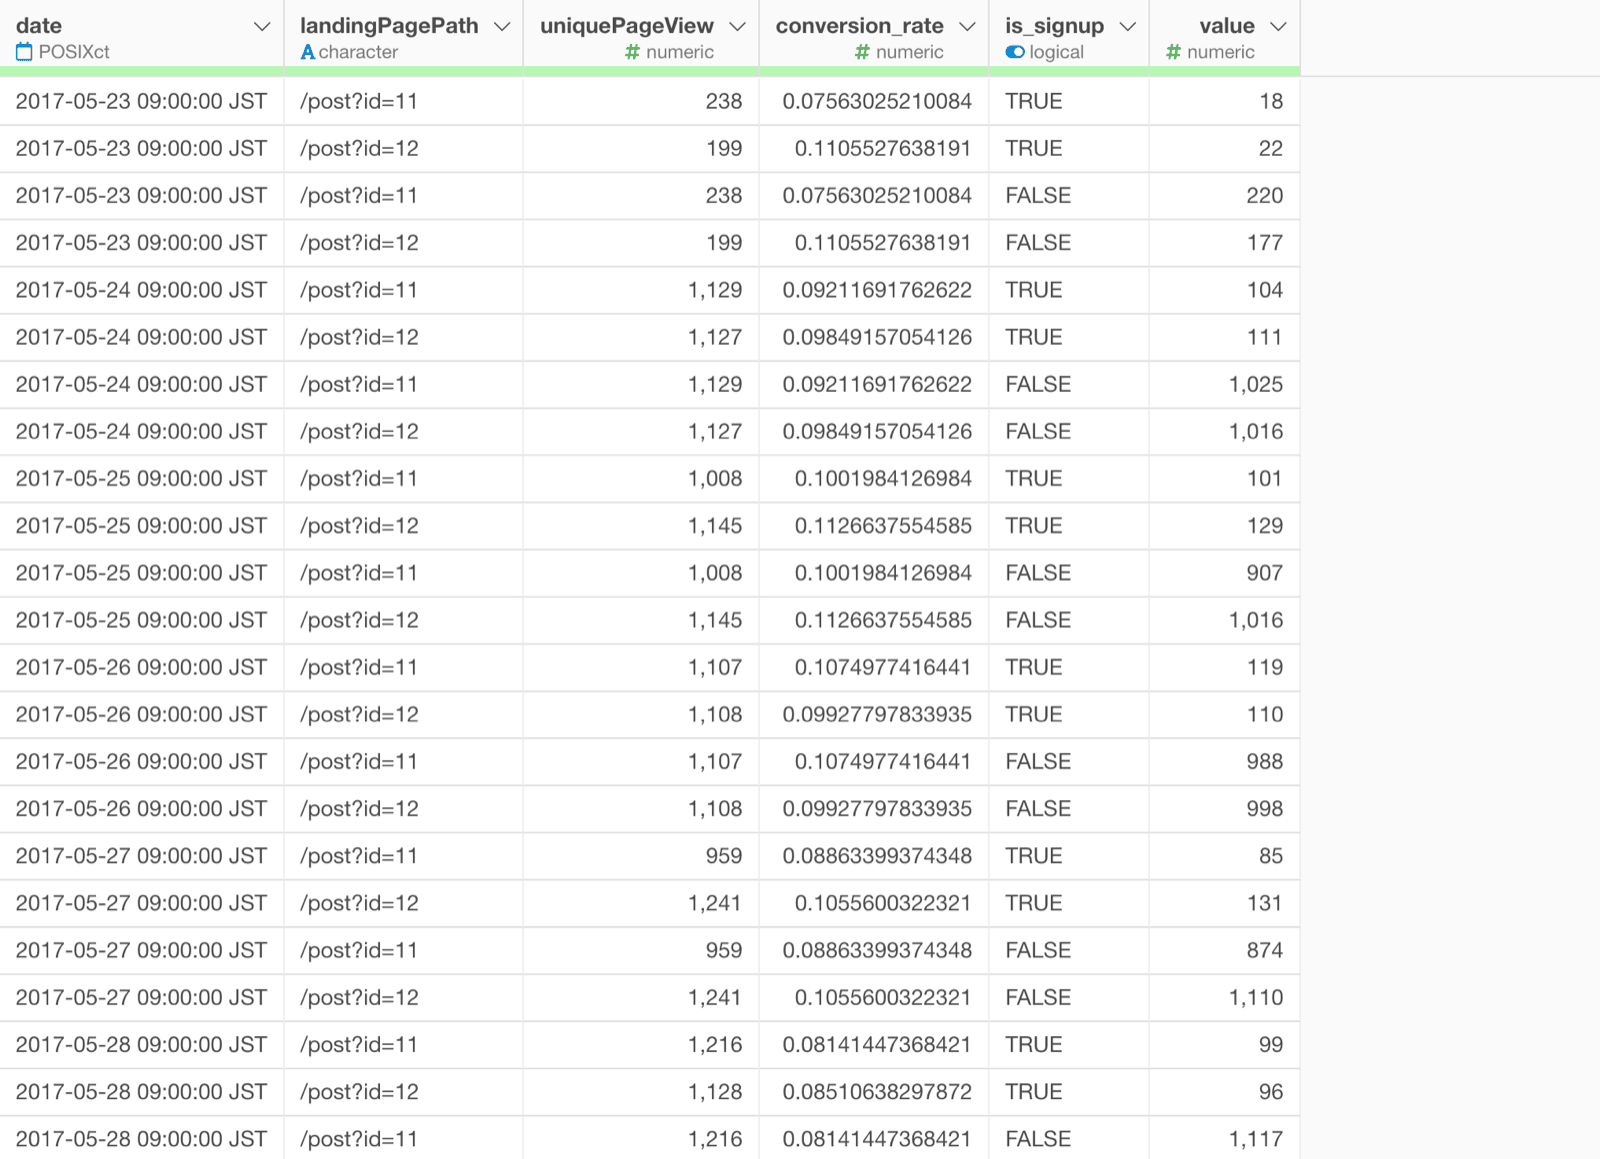 date landingPagePath uniquePageView conversion_rate is_signup value
POSIXct A character # numeric # numeric logical # numeric
2017-05-23 09:00:00 JST /post?id=11 238 0.07563025210084 TRUE 18
2017-05-23 09:00:00 JST /post?id=12 199 0.1105527638191 TRUE 22
2017-05-23 09:00:00 JST /post?id=11 238 0.07563025210084 FALSE 220
2017-05-23 09:00:00 JST /post?id=12 199 0.1105527638191 FALSE 177
2017-05-24 09:00:00 JST /post?id=11 1,129 0.09211691762622 TRUE 104
2017-05-24 09:00:00 JST /post?id=12 1,127 0.09849157054126 TRUE 111
2017-05-24 09:00:00 JST /post?id=11 1,129 0.09211691762622 FALSE 1,025
2017-05-24 09:00:00 JST /post?id=12 1,127 0.09849157054126 FALSE 1,016
2017-05-25 09:00:00 JST /post?id=11 1,008 0.1001984126984 TRUE 101
2017-05-25 09:00:00 JST /post?id=12 1,145 0.1126637554585 TRUE 129
2017-05-25 09:00:00 JST /post?id=11 1,008 0.1001984126984 FALSE 907
2017-05-25 09:00:00 JST /post?id=12 1,145 0.1126637554585 FALSE 1,016
2017-05-26 09:00:00 JST /post?id=11 1,107 0.1074977416441 TRUE 119
2017-05-26 09:00:00 JST /post?id=12 1,108 0.09927797833935 TRUE 110
2017-05-26 09:00:00 JST /post?id=11 1,107 0.1074977416441 FALSE 988
2017-05-26 09:00:00 JST /post?id=12 1,108 0.09927797833935 FALSE 998
2017-05-27 09:00:00 JST /post?id=11 959 0.08863399374348 TRUE 85
2017-05-27 09:00:00 JST /post?id=12 1,241 0.1055600322321 TRUE 131
2017-05-27 09:00:00 JST /post?id=11 959 0.08863399374348 FALSE 874
2017-05-27 09:00:00 JST /post?id=12 1,241 0.1055600322321 FALSE 1,110
2017-05-28 09:00:00 JST /post?id=11 1,216 0.08141447368421 TRUE 99
2017-05-28 09:00:00 JST /post?id=12 1,128 0.08510638297872 TRUE 96
2017-05-28 09:00:00 JST /post?id=11 1,216 0.08141447368421 FALSE 1,117